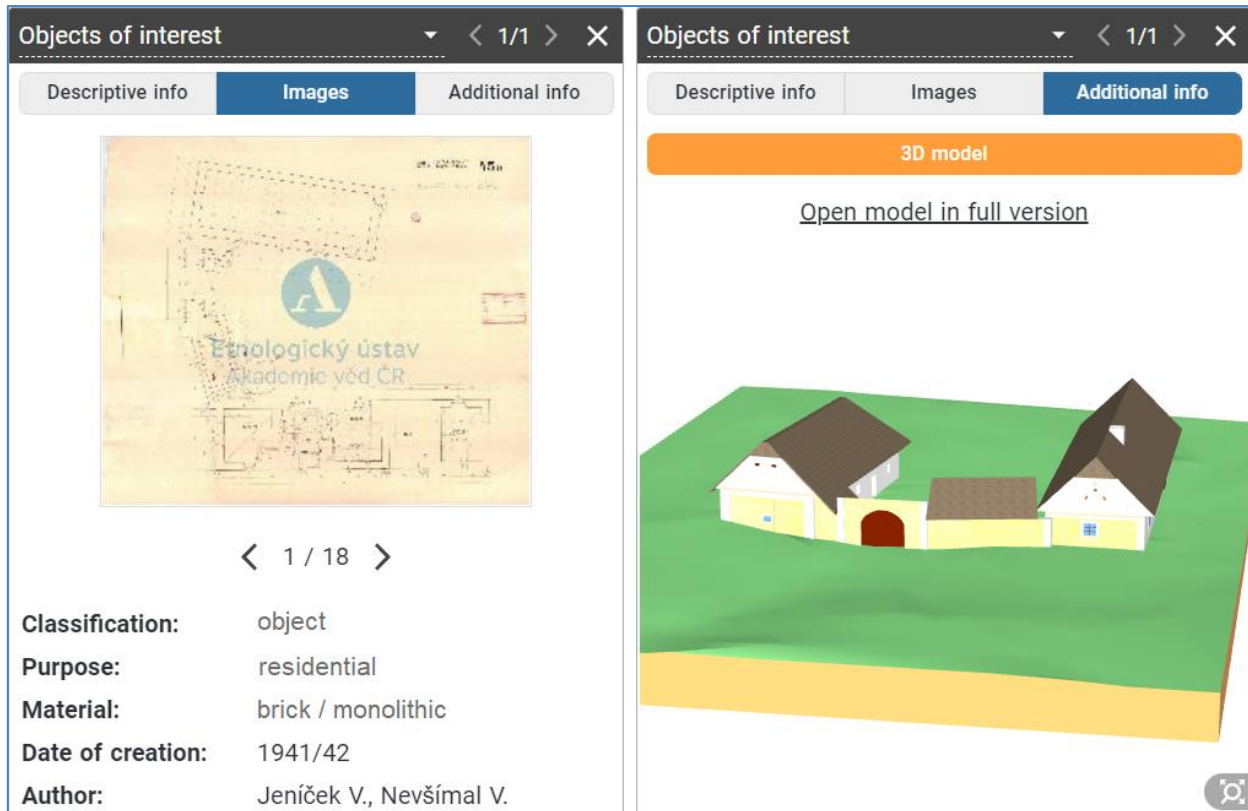 Objects of interest
1/1
Descriptive info
Images
Additional info
Etnologický ústav
Akademie věd ČR
1 / 18
Classification: object
Purpose: residential
Material: brick / monolithic
Date of creation: 1941/42
Author: Jeníček V., Nevšímal V.
Objects of interest
1/1
Descriptive info
Images
Additional info
3D model
Open model in full version